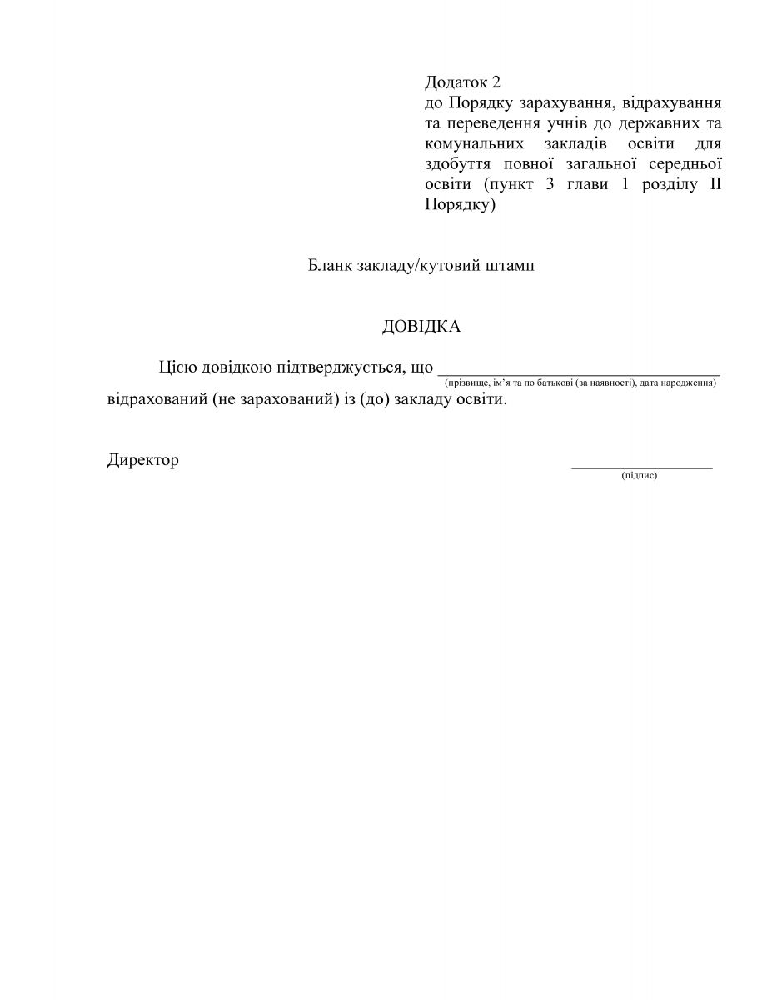 Додаток 2
до Порядку зарахування, відрахування
та переведення учнів до державних та
комунальних закладів освіти для
здобуття повної загальної середньої
освіти (пункт 3 глави 1 розділу II
Порядку)
Бланк закладу/кутовий штамп
ДОВІДКА
Цією довідкою підтверджується, що
(прізвище, ім’я та по батькові (за наявності), дата народження)
відрахований (не зарахований) із (до) закладу освіти.
Директор
(підпис)